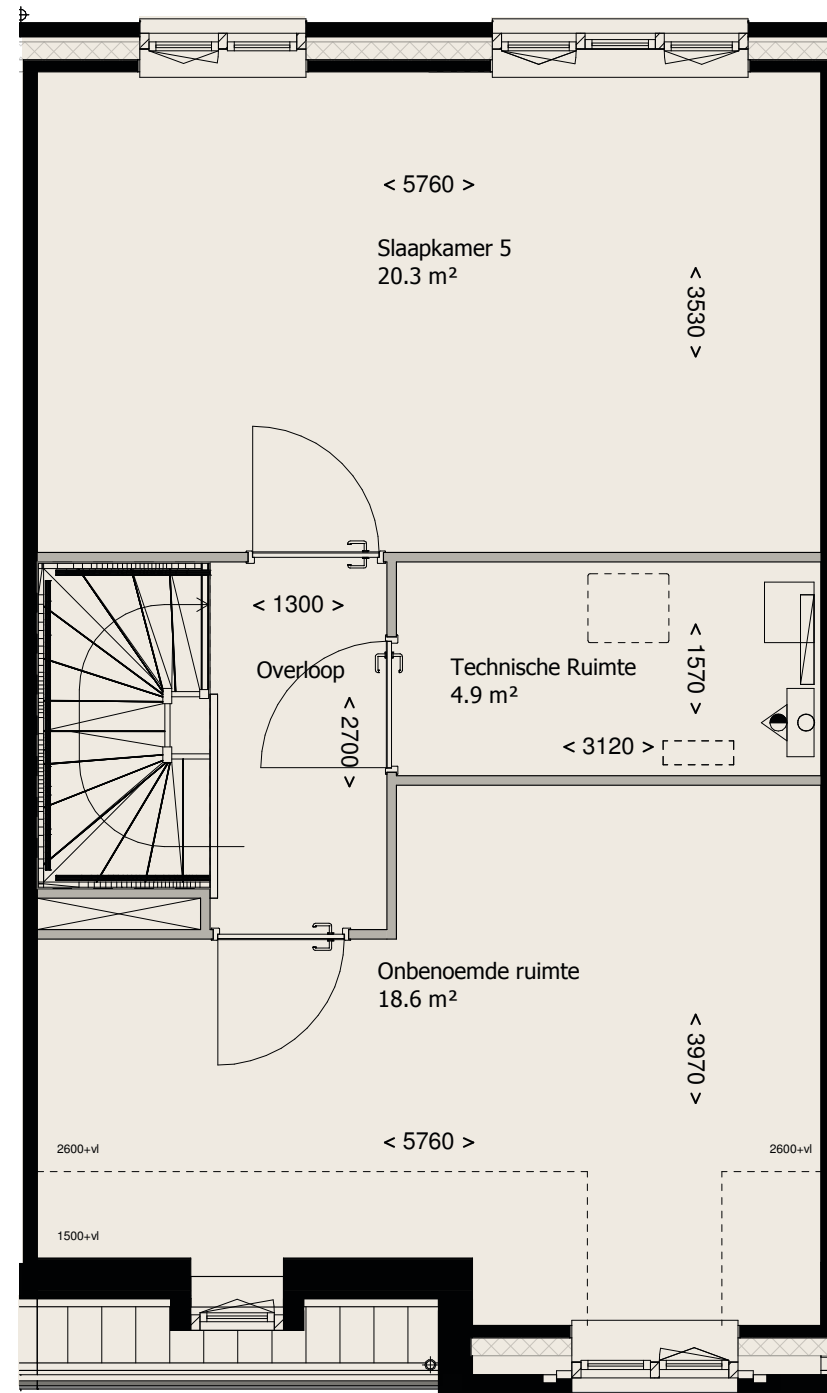 < 5760 >
Slaapkamer 5
20.3 m²
< 3530 >
< 1300 >
Overloop
< 2700 >
Technische Ruimte
4.9 m²
< 1570 >
< 3120 >
Onbenoemde ruimte
18.6 m²
< 3970 >
< 5760 >
2600+vl
2600+vl
1500+vl